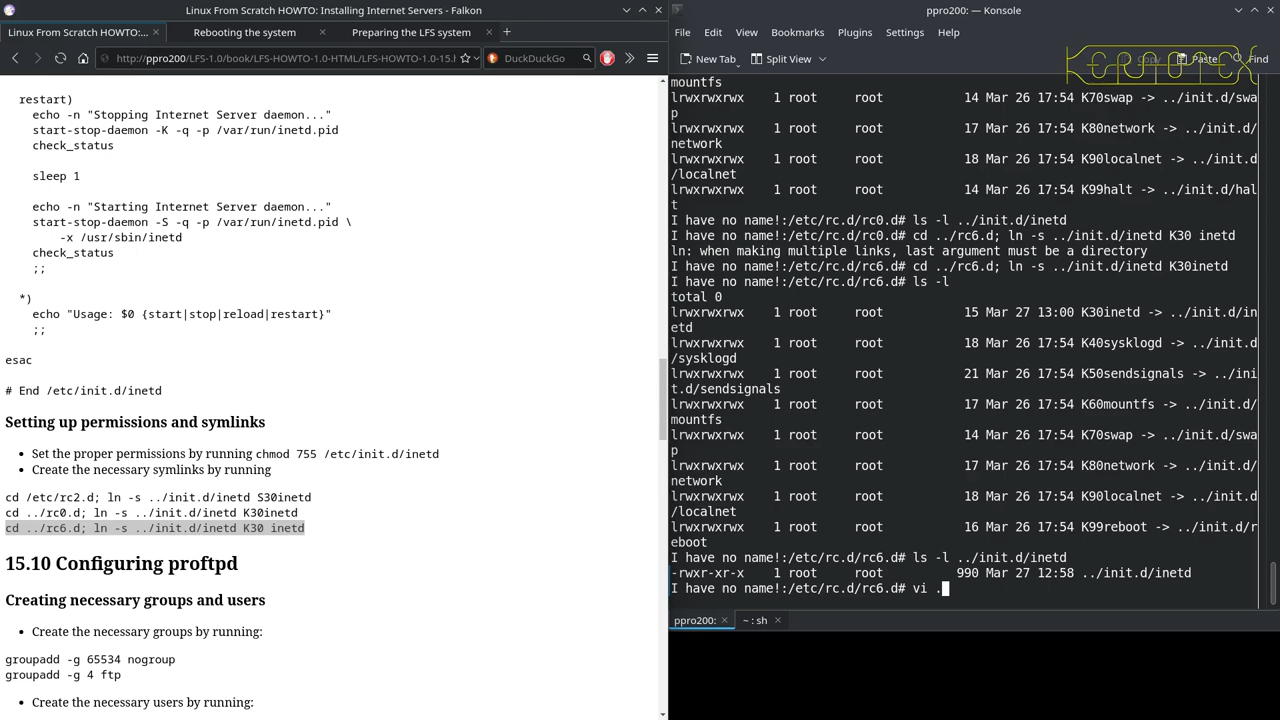 Linux From Scratch HOWTO: Installing Internet Servers - Falkon
Linux From Scratch HOWTO:...
Rebooting the system
Preparing the LFS system
http://ppro200/LFS-1.0/book/LFS-HOWTO-1.0-HTML/LFS-HOWTO-1.0-15.h
DuckDuckGo
restart)
echo -n "Stopping Internet Server daemon..."
start-stop-daemon -K -q -p /var/run/inetd.pid
check_status
sleep 1
echo -n "Starting Internet Server daemon..."
start-stop-daemon -S -q -p /var/run/inetd.pid \
-x /usr/sbin/inetd
check_status
;;
*)
echo "Usage: $0 {start|stop|reload|restart}"
;;
esac
# End /etc/init.d/inetd
Setting up permissions and symlinks
• Set the proper permissions by running chmod 755 /etc/init.d/inetd
• Create the necessary symlinks by running
cd /etc/rc2.d; ln -s ../init.d/inetd S30inetd
cd ../rc0.d; ln -s ../init.d/inetd K30inetd
cd ../rc6.d; ln -s ../init.d/inetd K30 inetd
15.10 Configuring proftpd
Creating necessary groups and users
• Create the necessary groups by running:
groupadd -g 65534 nogroup
groupadd -g 4 ftp
• Create the necessary users by running:
ppro200: — Konsole
File Edit View Bookmarks Plugins Settings Help
New Tab Split View Copy Paste Find
mountfs
lrwxrwxrwx 1 root root 14 Mar 26 17:54 K70swap -> ../init.d/swa
p
lrwxrwxrwx 1 root root 17 Mar 26 17:54 K80network -> ../init.d/
network
lrwxrwxrwx 1 root root 18 Mar 26 17:54 K90localnet -> ../init.d
/localnet
lrwxrwxrwx 1 root root 14 Mar 26 17:54 K99halt -> ../init.d/hal
t
I have no name!:/etc/rc.d/rc0.d# ls -l ../init.d/inetd
I have no name!:/etc/rc.d/rc0.d# cd ../rc6.d; ln -s ../init.d/inetd K30 inetd
ln: when making multiple links, last argument must be a directory
I have no name!:/etc/rc.d/rc6.d# cd ../rc6.d; ln -s ../init.d/inetd K30inetd
I have no name!:/etc/rc.d/rc6.d# ls -l
total 0
lrwxrwxrwx 1 root root 15 Mar 27 13:00 K30inetd -> ../init.d/in
etd
lrwxrwxrwx 1 root root 18 Mar 26 17:54 K40sysklogd -> ../init.d
/sysklogd
lrwxrwxrwx 1 root root 21 Mar 26 17:54 K50sendsignals -> ../ini
t.d/sendsignals
lrwxrwxrwx 1 root root 17 Mar 26 17:54 K60mountfs -> ../init.d/
mountfs
lrwxrwxrwx 1 root root 14 Mar 26 17:54 K70swap -> ../init.d/swa
p
lrwxrwxrwx 1 root root 17 Mar 26 17:54 K80network -> ../init.d/
network
lrwxrwxrwx 1 root root 18 Mar 26 17:54 K90localnet -> ../init.d
/localnet
lrwxrwxrwx 1 root root 16 Mar 26 17:54 K99reboot -> ../init.d/r
eboot
I have no name!:/etc/rc.d/rc6.d# ls -l ../init.d/inetd
-rwxr-xr-x 1 root root 990 Mar 27 12:58 ../init.d/inetd
I have no name!:/etc/rc.d/rc6.d# vi .
ppro200:
~ : sh